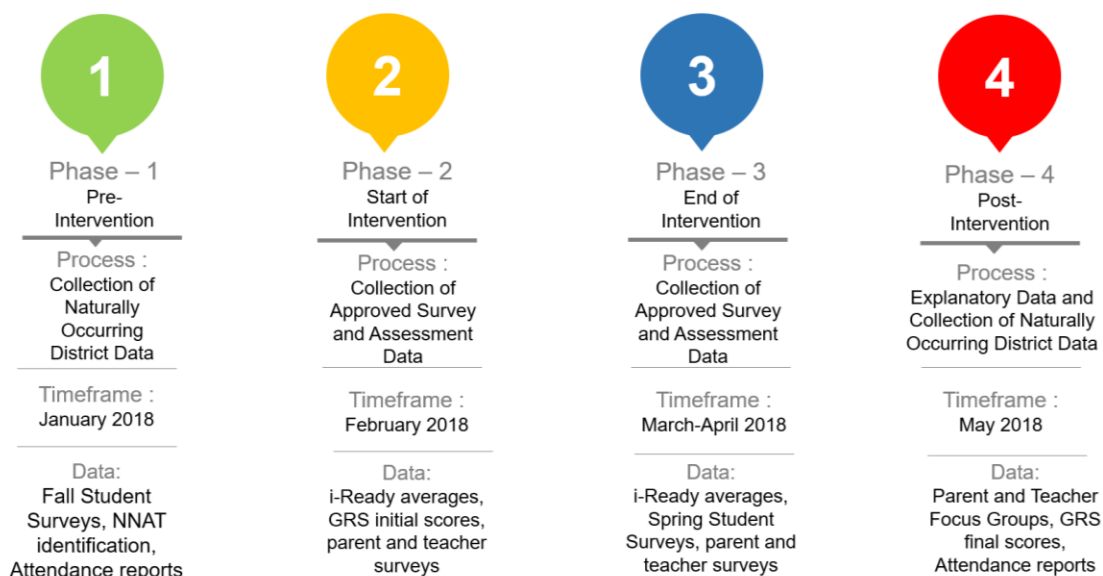 1
Phase – 1
Pre-
Intervention
Process :
Collection of
Naturally
Occurring
District Data
Timeframe :
January 2018
Data:
Fall Student
Surveys, NNAT
identification,
Attendance reports
2
Phase – 2
Start of
Intervention
Process :
Collection of
Approved Survey
and Assessment
Data
Timeframe :
February 2018
Data:
i-Ready averages,
GRS initial scores,
parent and teacher
surveys
3
Phase – 3
End of
Intervention
Process :
Collection of
Approved Survey
and Assessment
Data
Timeframe :
March-April 2018
Data:
i-Ready averages,
Spring Student
Surveys, parent and
teacher surveys
4
Phase – 4
Post-
Intervention
Process :
Explanatory Data and
Collection of Naturally
Occurring District Data
Timeframe :
May 2018
Data:
Parent and Teacher
Focus Groups, GRS
final scores,
Attendance reports